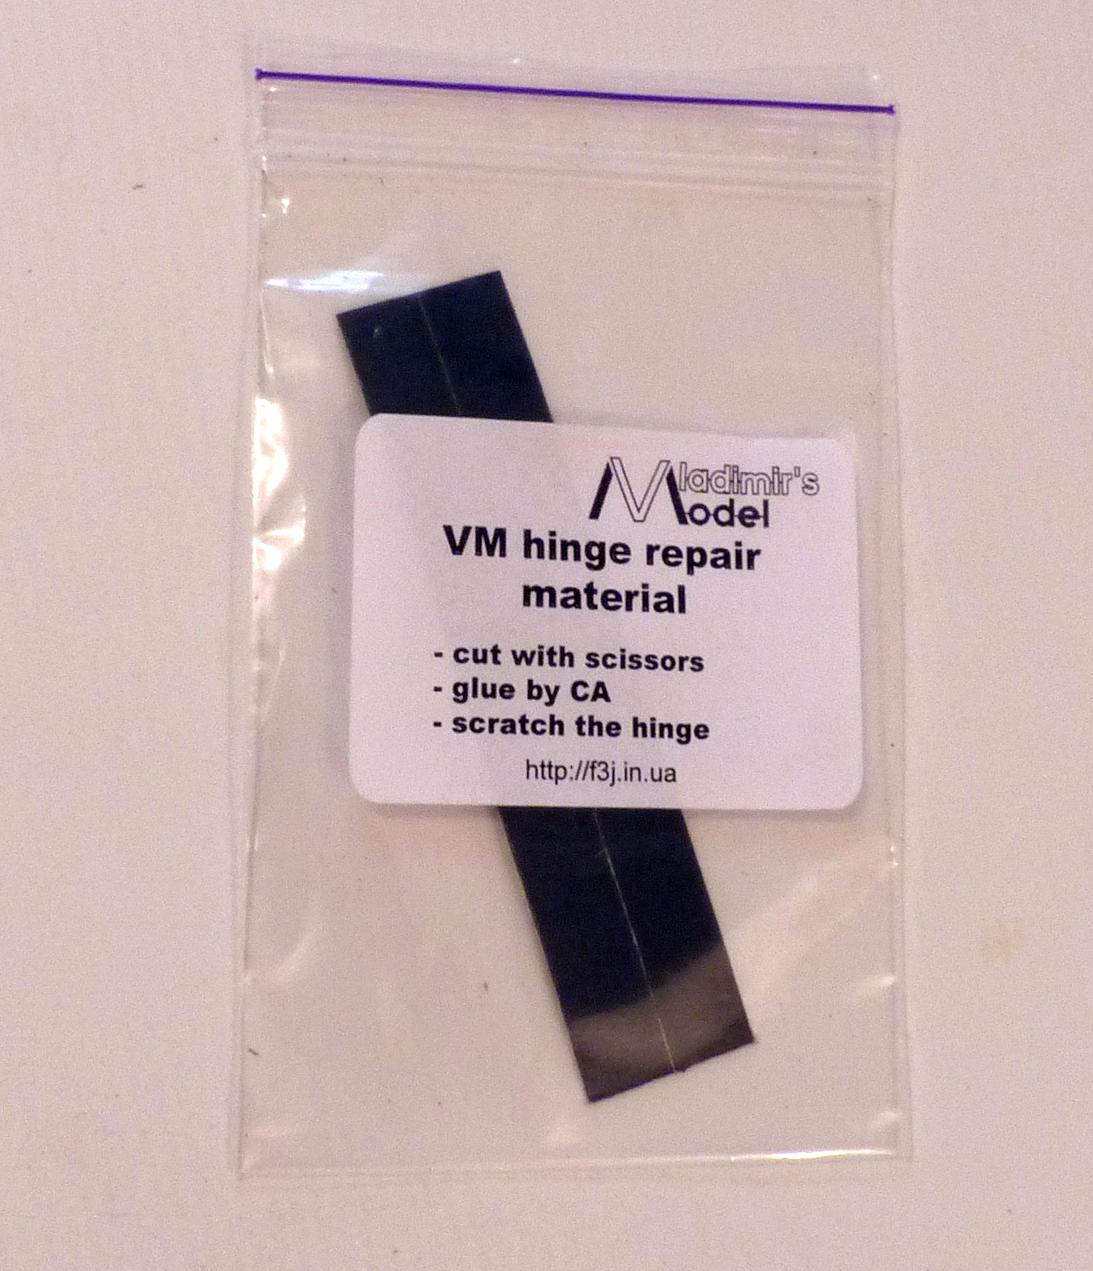 Vladimir's
Model
VM hinge repair
material
- cut with scissors
- glue by CA
- scratch the hinge
http://f3j.in.ua